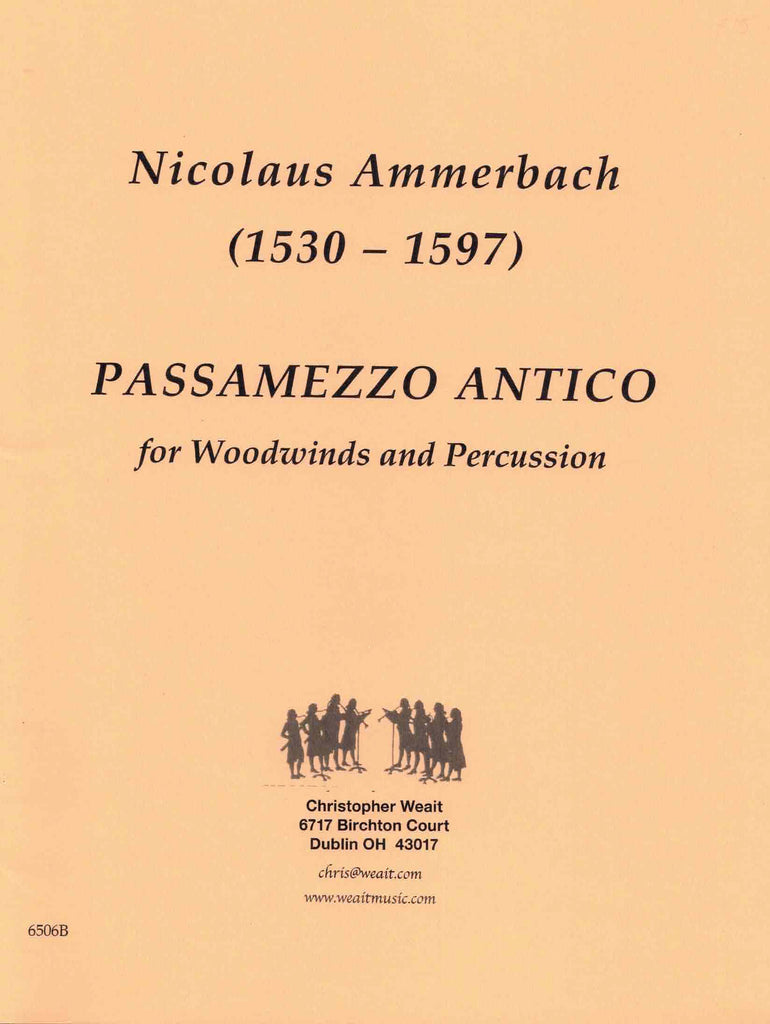 Nicolaus Ammerbach
(1530 – 1597)
PASSAMEZZO ANTICO
for Woodwinds and Percussion
Christopher Weait
6717 Birchton Court
Dublin OH 43017
chris@weait.com
www.weaitmusic.com
6506B